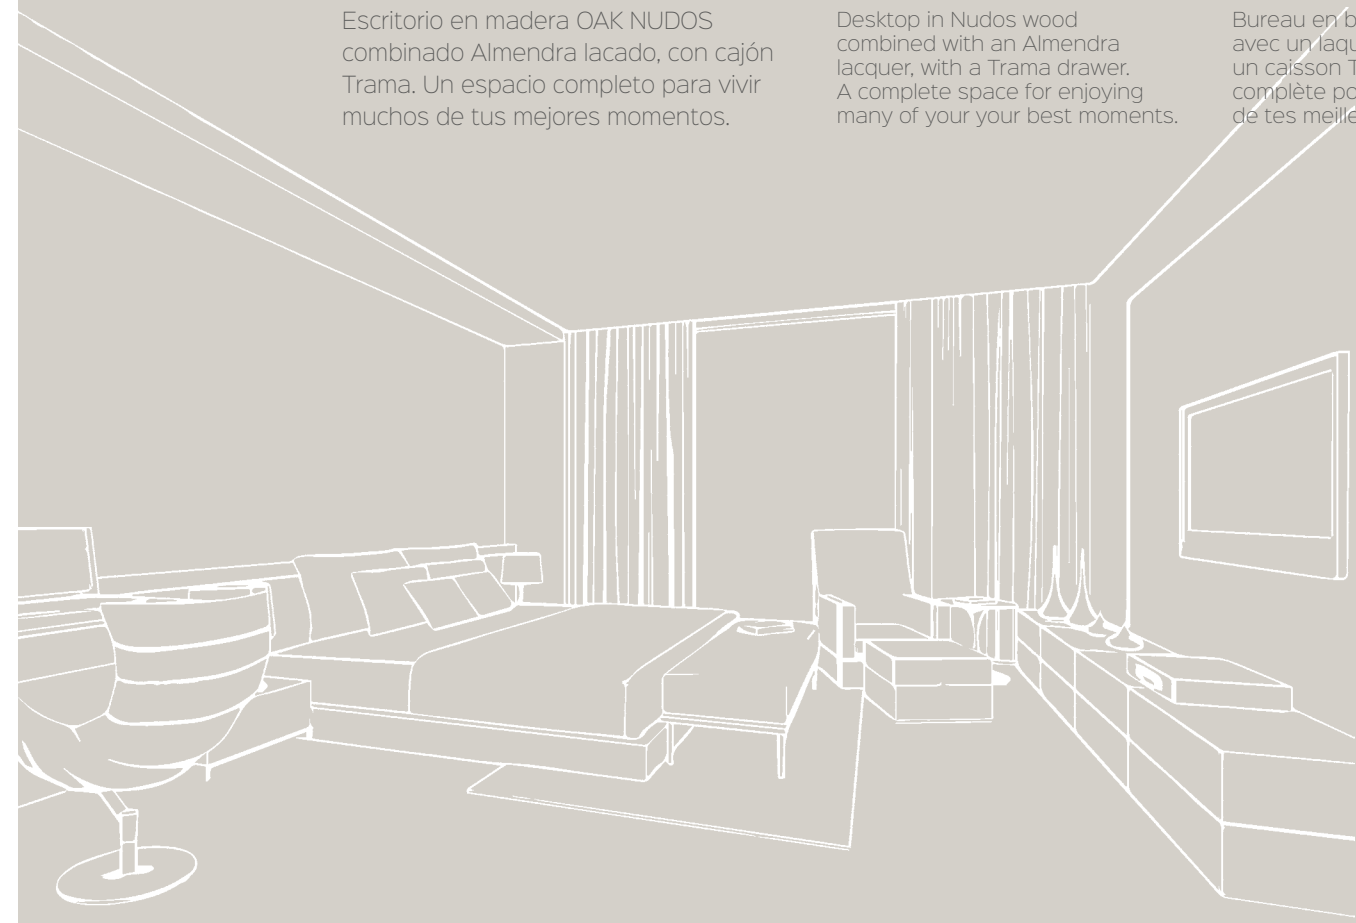 Escritorio en madera OAK NUDOS
combinado Almendra lacado, con cajón
Trama. Un espacio completo para vivir
muchos de tus mejores momentos.
Desktop in Nudos wood
combined with an Almendra
lacquer, with a Trama drawer.
A complete space for enjoying
many of your your best moments.
Bureau en
avec un
un caisson
complète
de tes